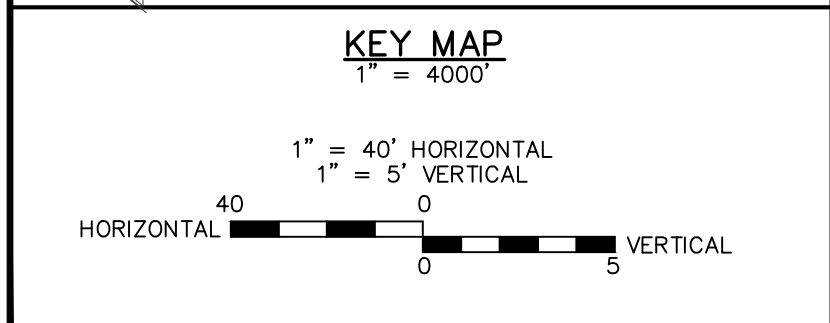 KEY MAP
1" = 4000'
1" = 40' HORIZONTAL
1" = 5' VERTICAL
40 0
HORIZONTAL
VERTICAL
0 5